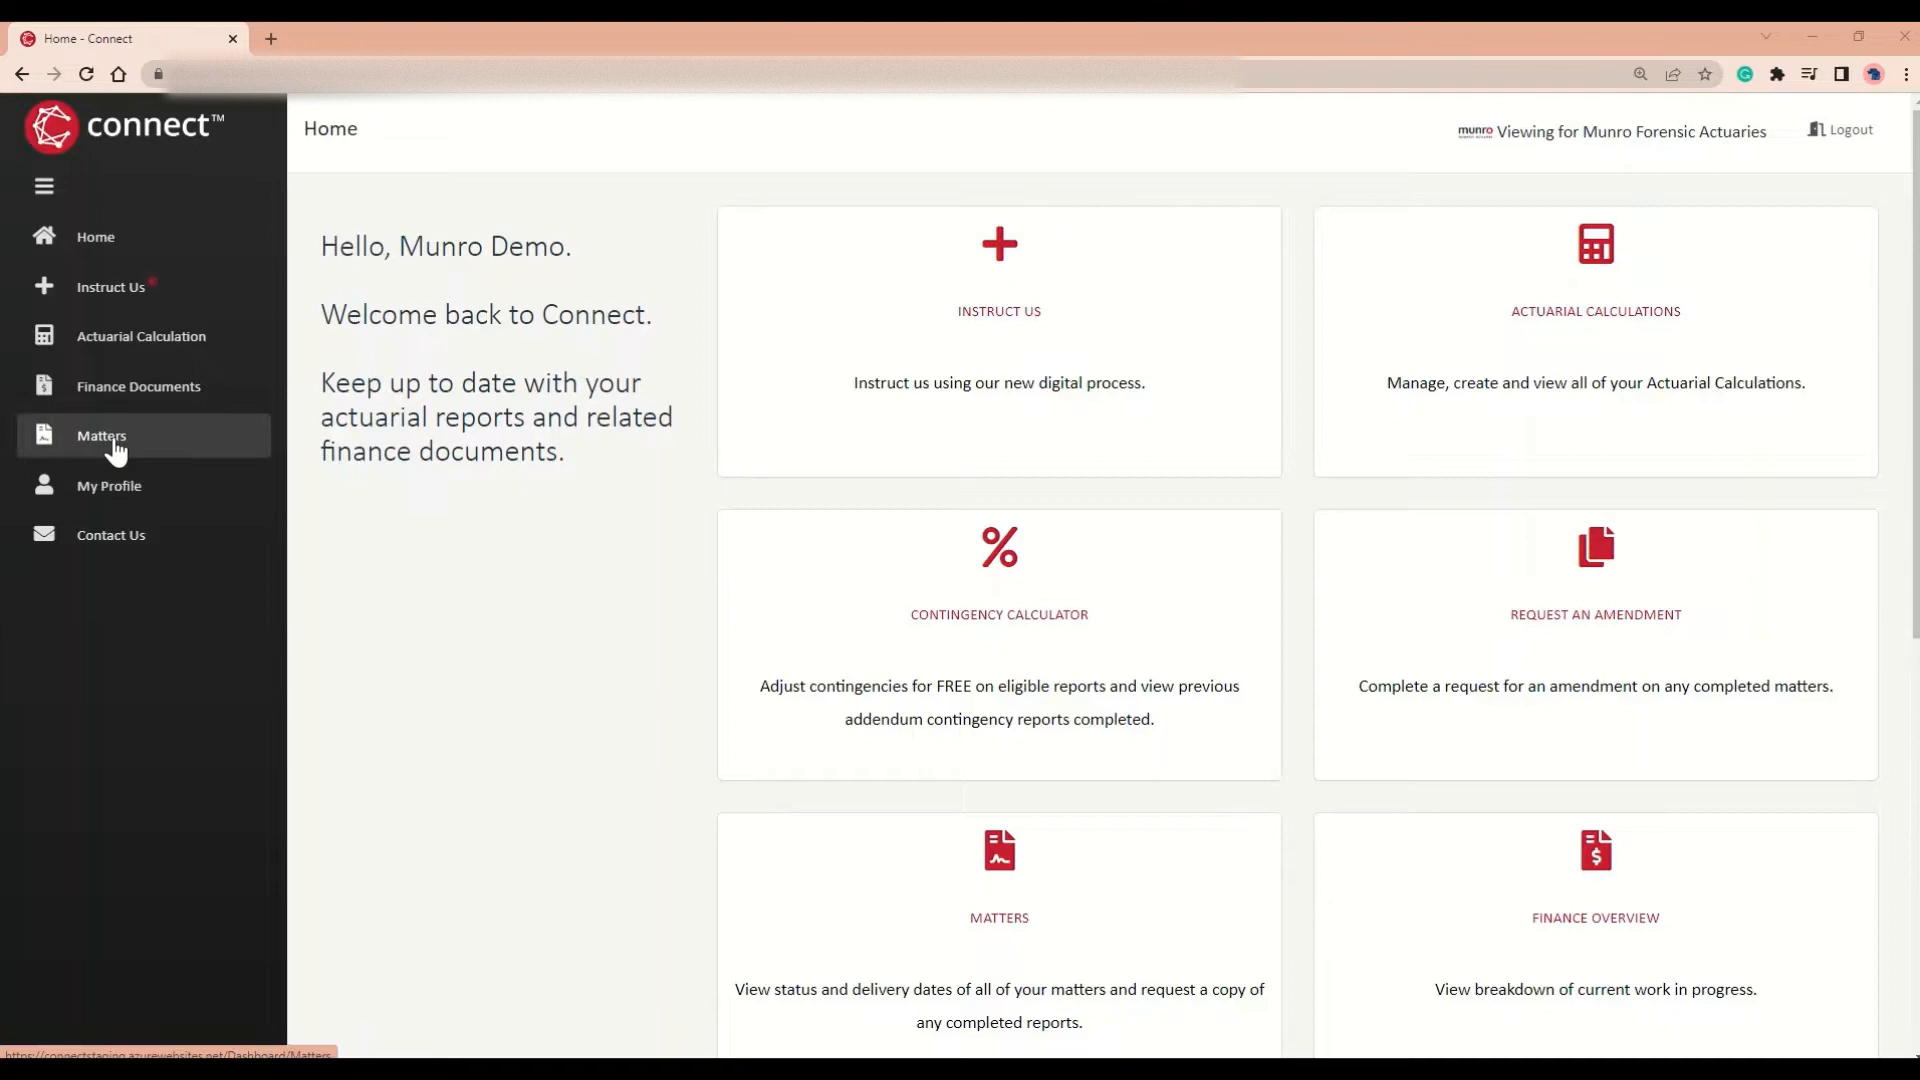 Home - Connect
connect™
Home
munro Viewing for Munro Forensic Actuaries
Logout
Home
Instruct Us
Actuarial Calculation
Finance Documents
Matters
My Profile
Contact Us
Hello, Munro Demo.
Welcome back to Connect.
Keep up to date with your
actuarial reports and related
finance documents.
INSTRUCT US
Instruct us using our new digital process.
ACTUARIAL CALCULATIONS
Manage, create and view all of your Actuarial Calculations.
CONTINGENCY CALCULATOR
Adjust contingencies for FREE on eligible reports and view previous
addendum contingency reports completed.
REQUEST AN AMENDMENT
Complete a request for an amendment on any completed matters.
MATTERS
View status and delivery dates of all of your matters and request a copy of
any completed reports.
FINANCE OVERVIEW
View breakdown of current work in progress.
https://connectstaging.azurewebsites.net/Dashboard/Matters